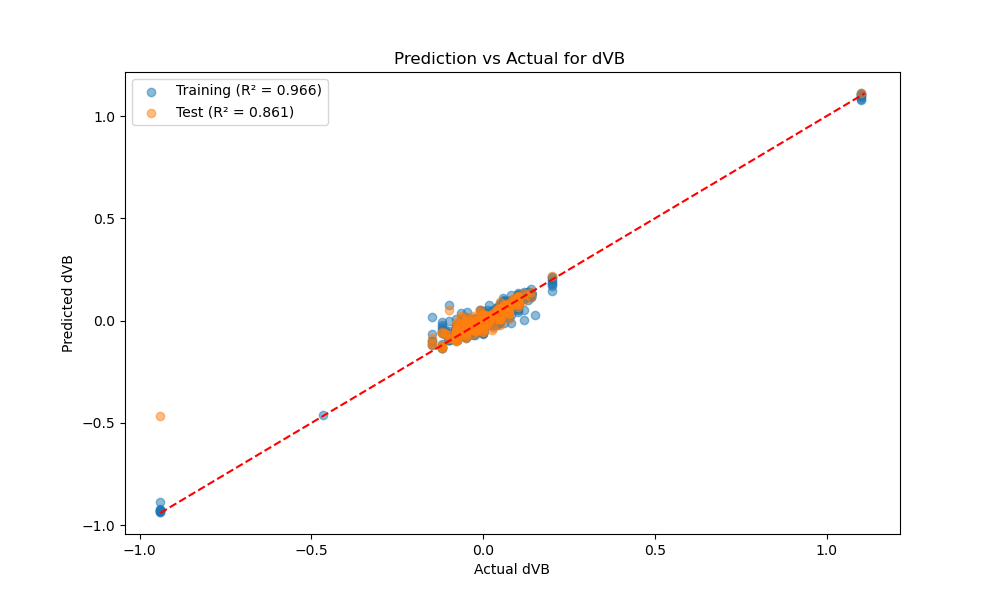 Prediction vs Actual for dVB
Training (R² = 0.966)
Test (R² = 0.861)
Predicted dVB
1.0
0.5
0.0
−0.5
−1.0
−1.0
−0.5
0.0
0.5
1.0
Actual dVB